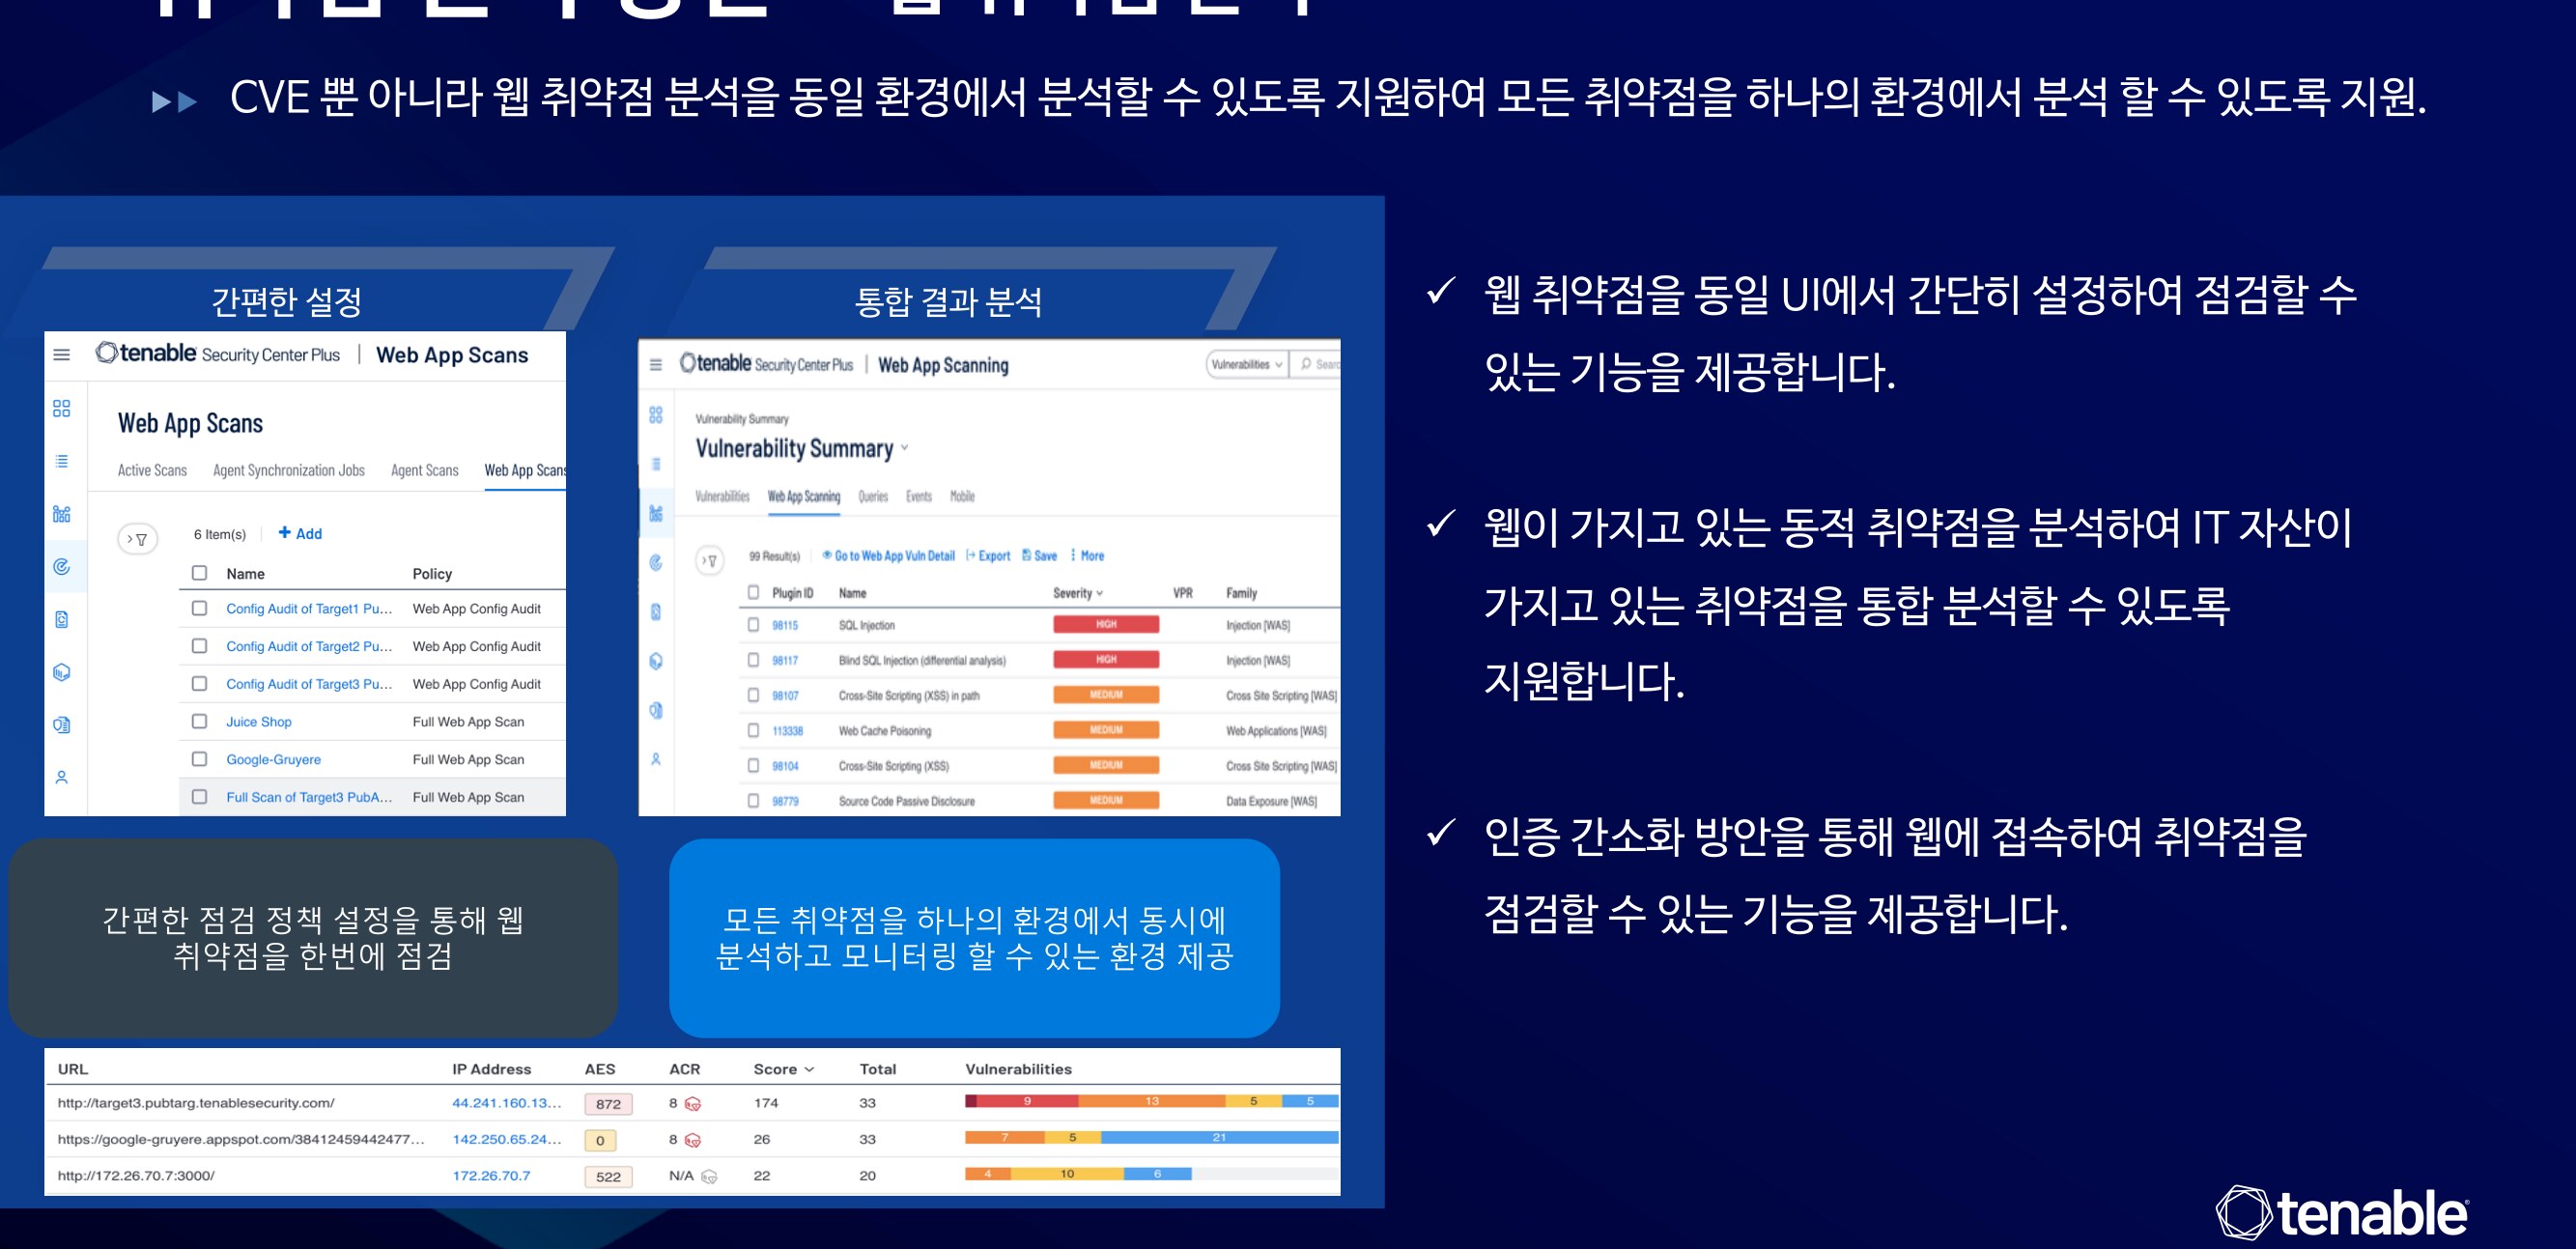 CVE 뿐 아니라 웹 취약점 분석을 동일 환경에서 분석할 수 있도록 지원하여 모든 취약점을 하나의 환경에서 분석 할 수 있도록 지원.
간편한 설정
tenable Security Center Plus | Web App Scans
Web App Scans
Active Scans Agent Synchronization Jobs Agent Scans Web App Scans
6 Item(s) + Add
Name Policy
Config Audit of Target1 Pu... Web App Config Audit
Config Audit of Target2 Pu... Web App Config Audit
Config Audit of Target3 Pu... Web App Config Audit
Juice Shop Full Web App Scan
Google-Gruyere Full Web App Scan
Full Scan of Target3 PubA... Full Web App Scan
통합 결과 분석
tenable Security Center Plus | Web App Scanning
Vulnerabilities
Vulnerability Summary
Vulnerability Summary
Vulnerabilities Web App Scanning Queries Events Mobile
99 Result(s) Go to Web App Vuln Detail Export Save More
Plugin ID Name Severity VPR Family
98115 SQL Injection HIGH Injection [WAS]
98117 Blind SQL Injection (differential analysis) HIGH Injection [WAS]
98107 Cross-Site Scripting (XSS) in path MEDIUM Cross Site Scripting [WAS]
113338 Web Cache Poisoning MEDIUM Web Applications [WAS]
98104 Cross-Site Scripting (XSS) MEDIUM Cross Site Scripting [WAS]
98779 Source Code Passive Disclosure MEDIUM Data Exposure [WAS]
간편한 점검 정책 설정을 통해 웹
취약점을 한번에 점검
모든 취약점을 하나의 환경에서 동시에
분석하고 모니터링 할 수 있는 환경 제공
URL IP Address AES ACR Score Total Vulnerabilities
http://target3.pubtarg.tenablesecurity.com/ 44.241.160.13... 872 8 174 33 9 13 5 5
https://google-gruyere.appspot.com/38412459442477... 142.250.65.24... 0 8 26 33 7 5 21
http://172.26.70.7:3000/ 172.26.70.7 522 N/A 22 20 4 10 6
✓ 웹 취약점을 동일 UI에서 간단히 설정하여 점검할 수
있는 기능을 제공합니다.
✓ 웹이 가지고 있는 동적 취약점을 분석하여 IT 자산이
가지고 있는 취약점을 통합 분석할 수 있도록
지원합니다.
✓ 인증 간소화 방안을 통해 웹에 접속하여 취약점을
점검할 수 있는 기능을 제공합니다.
tenable